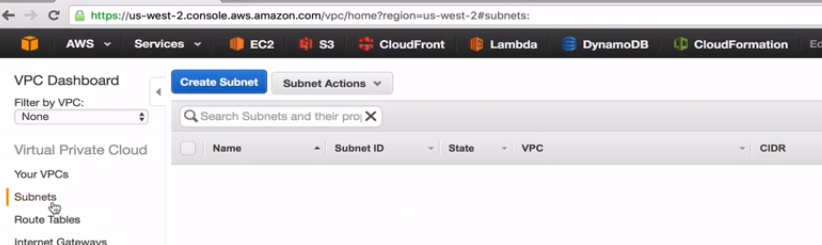 https://us-west-2.console.aws.amazon.com/vpc/home?region=us-west-2#subnets:
AWS Services EC2 S3 CloudFront Lambda DynamoDB CloudFormation Ed
VPC Dashboard
Filter by VPC:
None
Virtual Private Cloud
Your VPCs
Subnets
Route Tables
Internet Gateways
Create Subnet Subnet Actions
Search Subnets and their pro
Name Subnet ID State VPC CIDR